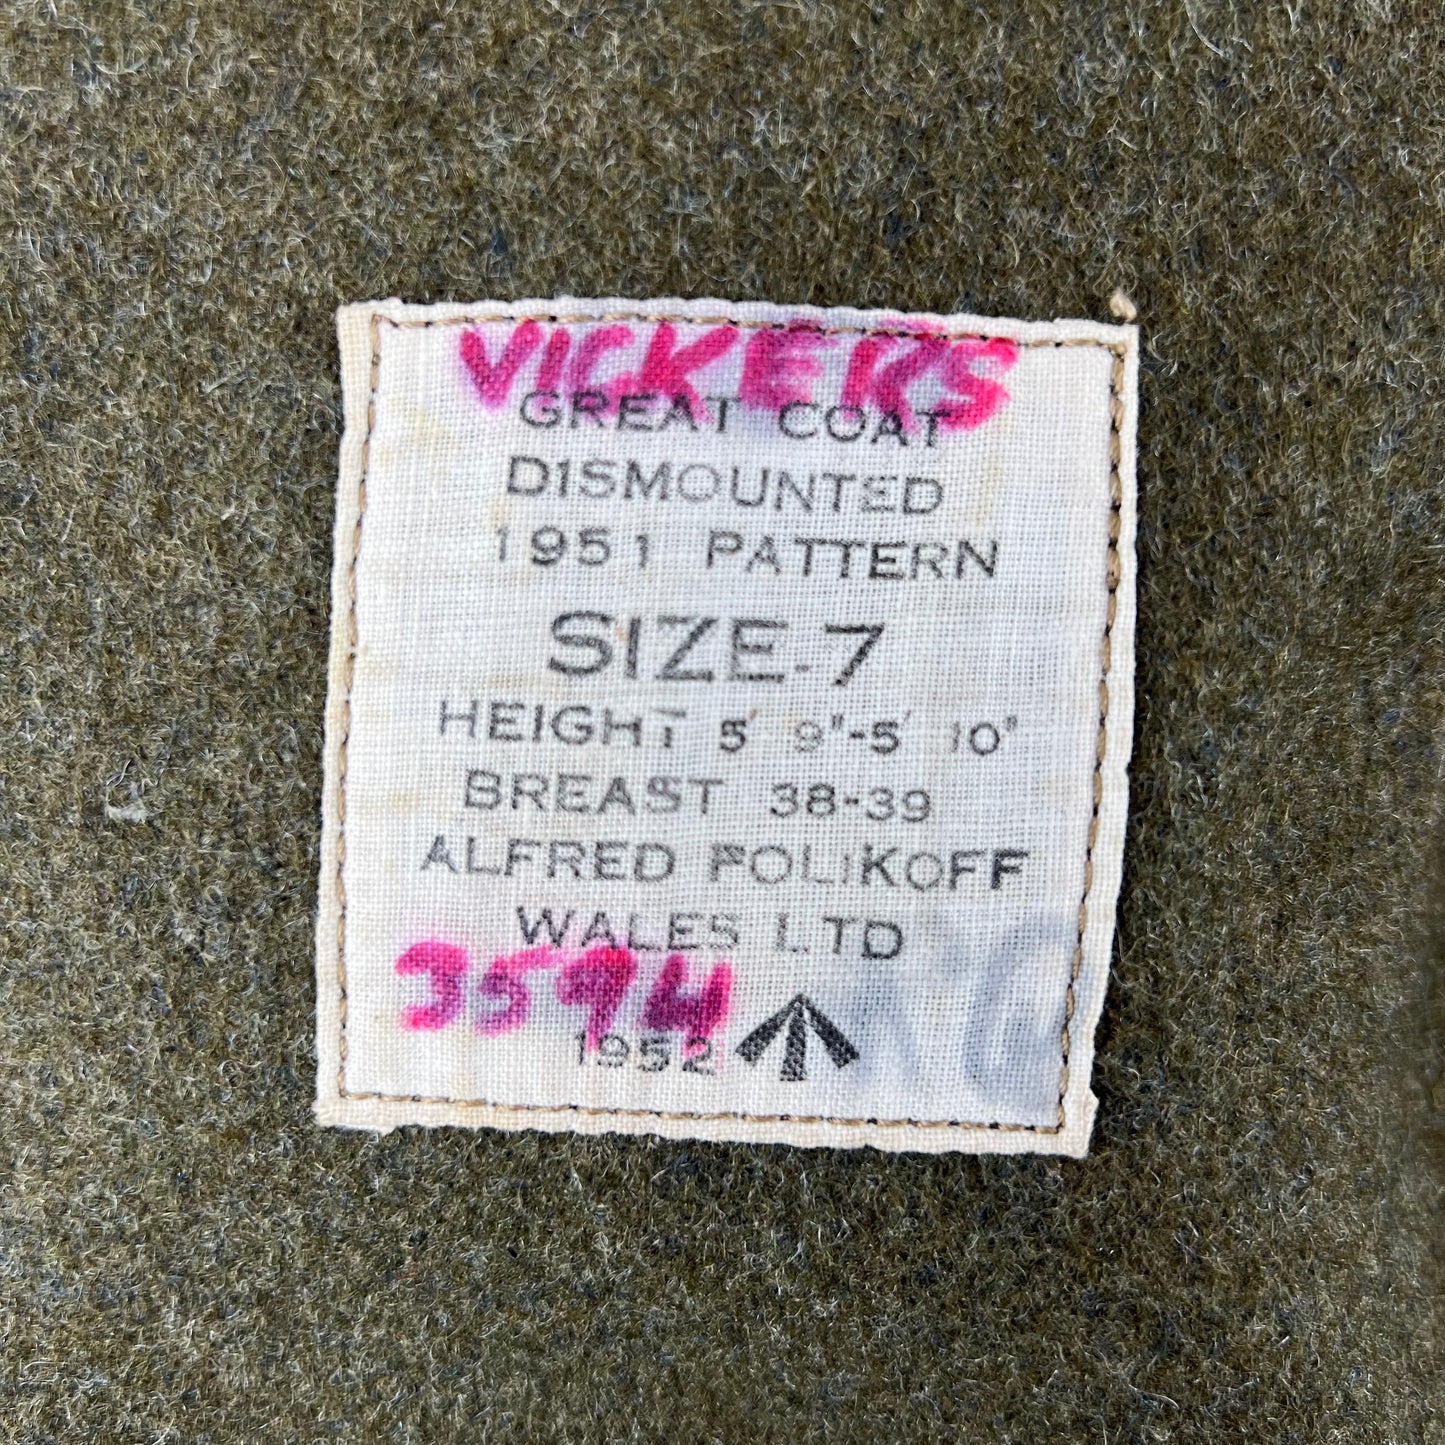 VICKERS
GREAT COAT
DISMOUNTED
1951 PATTERN
SIZE-7
HEIGHT 5' 9"-5' 10"
BREAST 38-39
ALFRED POLIKOFF
WALES LTD
3594
1952